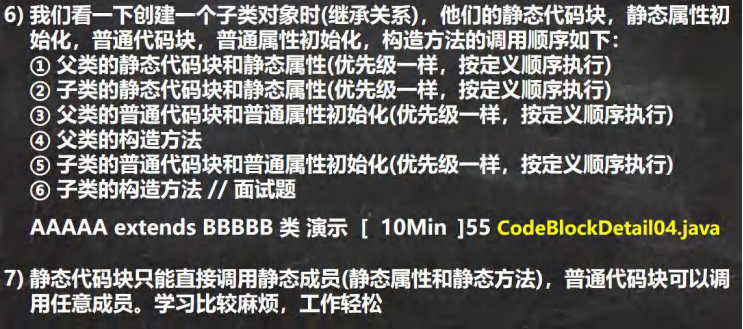 6) 我们看一下创建一个子类对象时(继承关系)，他们的静态代码块，静态属性初
始化，普通代码块，普通属性初始化，构造方法的调用顺序如下：
① 父类的静态代码块和静态属性(优先级一样，按定义顺序执行)
② 子类的静态代码块和静态属性(优先级一样，按定义顺序执行)
③ 父类的普通代码块和普通属性初始化(优先级一样，按定义顺序执行)
④ 父类的构造方法
⑤ 子类的普通代码块和普通属性初始化(优先级一样，按定义顺序执行)
⑥ 子类的构造方法 // 面试题
AAAAA extends BBBBB 类 演示 [ 10Min ]55 CodeBlockDetail04.java
7) 静态代码块只能直接调用静态成员(静态属性和静态方法)，普通代码块可以调
用任意成员。学习比较麻烦，工作轻松